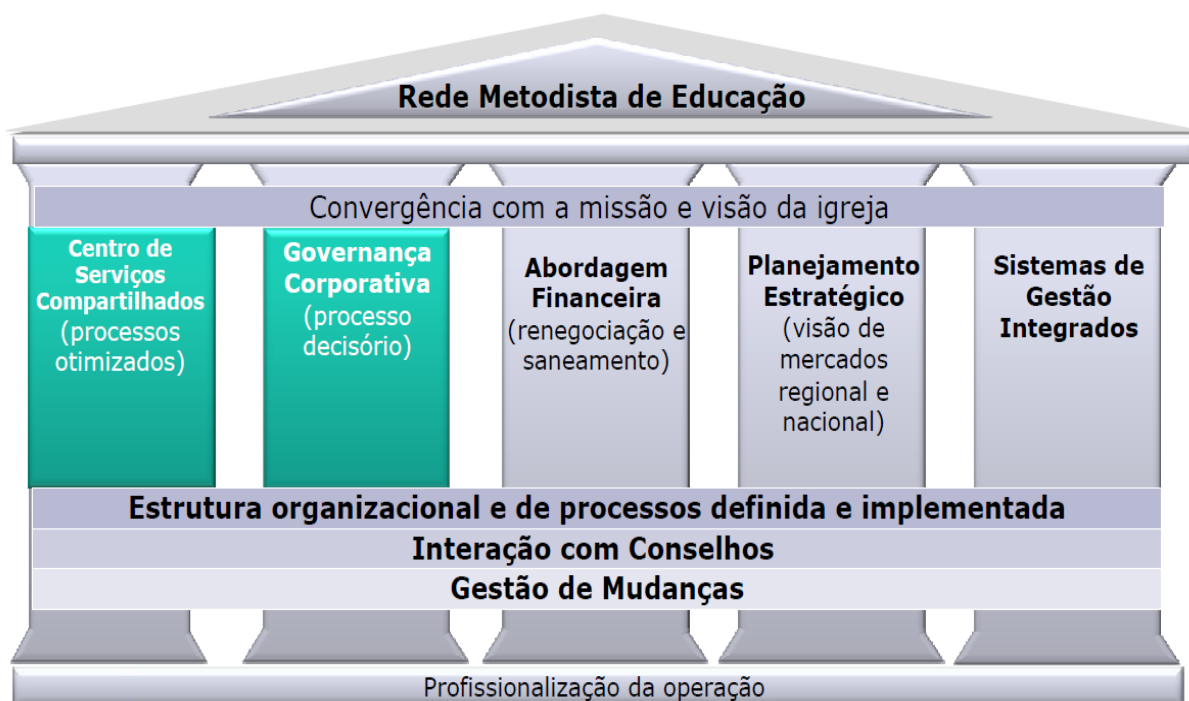 Rede Metodista de Educação
Convergência com a missão e visão da igreja
Centro de
Serviços
Compartilhados
(processos
otimizados)
Governança
Corporativa
(processo
decisório)
Abordagem
Financeira
(renegociação e
saneamento)
Planejamento
Estratégico
(visão de
mercados
regional e
nacional)
Sistemas de
Gestão
Integrados
Estrutura organizacional e de processos definida e implementada
Interação com Conselhos
Gestão de Mudanças
Profissionalização da operação